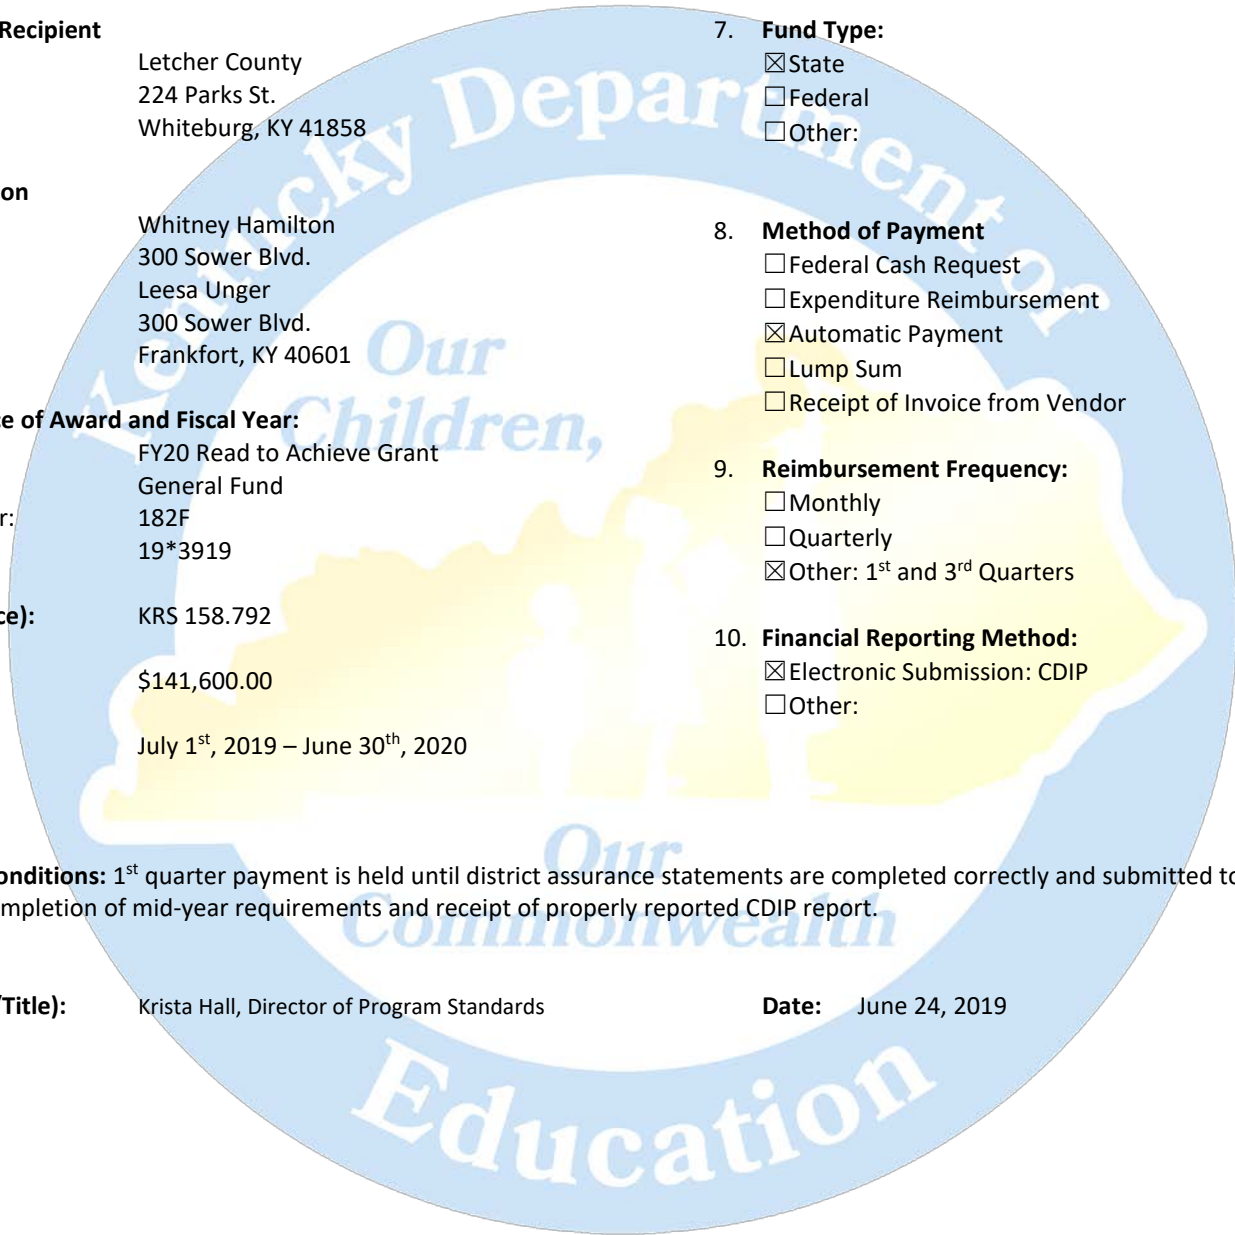 Recipient
Letcher County
224 Parks St.
Whiteburg, KY 41858
on
Whitney Hamilton
300 Sower Blvd.
Leesa Unger
300 Sower Blvd.
Frankfort, KY 40601
ce of Award and Fiscal Year:
FY20 Read to Achieve Grant
General Fund
r: 182F
19*3919
ce): KRS 158.792
$141,600.00
July 1st, 2019 – June 30th, 2020
7. Fund Type:
☒State
☐Federal
☐Other:
8. Method of Payment
☐Federal Cash Request
☐Expenditure Reimbursement
☒Automatic Payment
☐Lump Sum
☐Receipt of Invoice from Vendor
9. Reimbursement Frequency:
☐Monthly
☐Quarterly
☒Other: 1st and 3rd Quarters
10. Financial Reporting Method:
☒Electronic Submission: CDIP
☐Other:
onditions: 1st quarter payment is held until district assurance statements are completed correctly and submitted to
mpletion of mid-year requirements and receipt of properly reported CDIP report.
/Title): Krista Hall, Director of Program Standards Date: June 24, 2019
Kentucky Department of
Education
Our
Children,
Our
Commonwealth